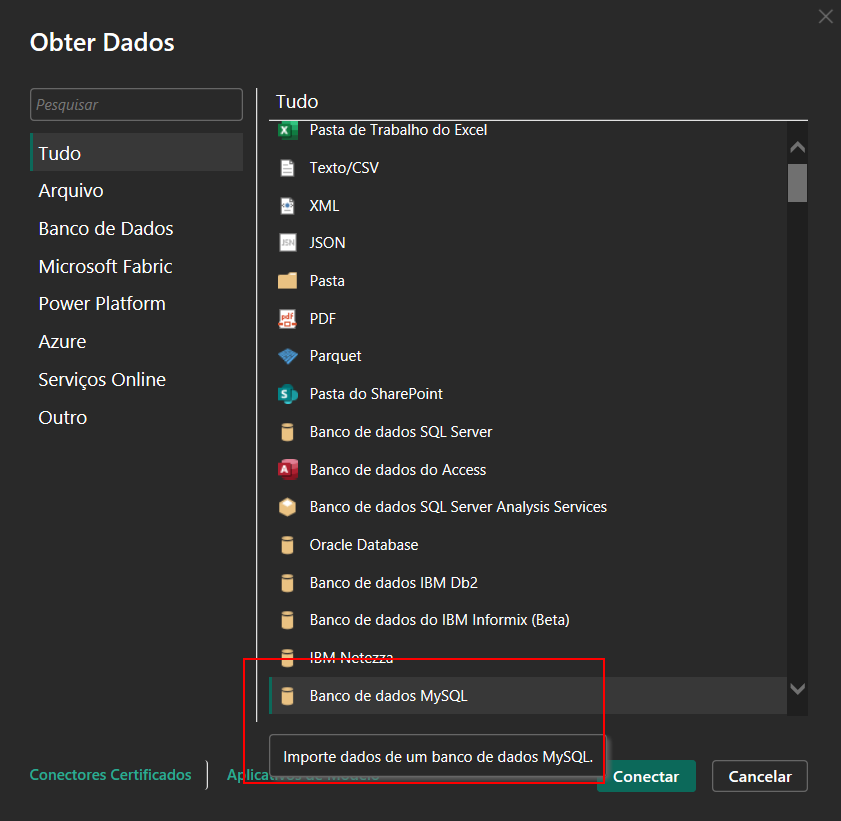 Obter Dados
Pesquisar
Tudo
Arquivo
Banco de Dados
Microsoft Fabric
Power Platform
Azure
Serviços Online
Outro
Tudo
Pasta de Trabalho do Excel
Texto/CSV
XML
JSON
Pasta
PDF
Parquet
Pasta do SharePoint
Banco de dados SQL Server
Banco de dados do Access
Banco de dados SQL Server Analysis Services
Oracle Database
Banco de dados IBM Db2
Banco de dados do IBM Informix (Beta)
IBM Netezza
Banco de dados MySQL
Importe dados de um banco de dados MySQL.
Conectores Certificados
Aplicativos de Modelo
Conectar
Cancelar